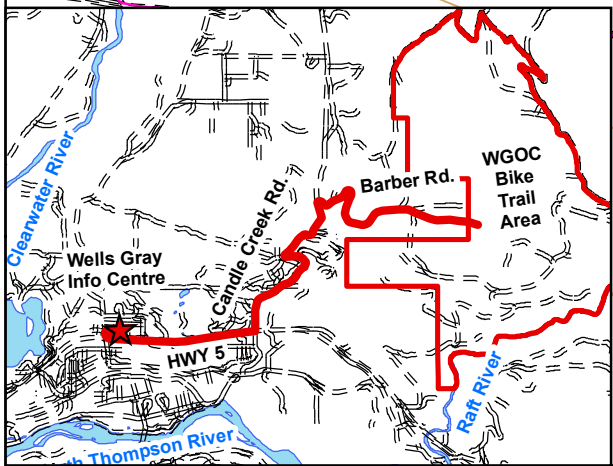 Clearwater River
Wells Gray
Info Centre
Candle Creek Rd.
Barber Rd.
WGOC
Bike
Trail
Area
HWY 5
Raft River
Thompson River